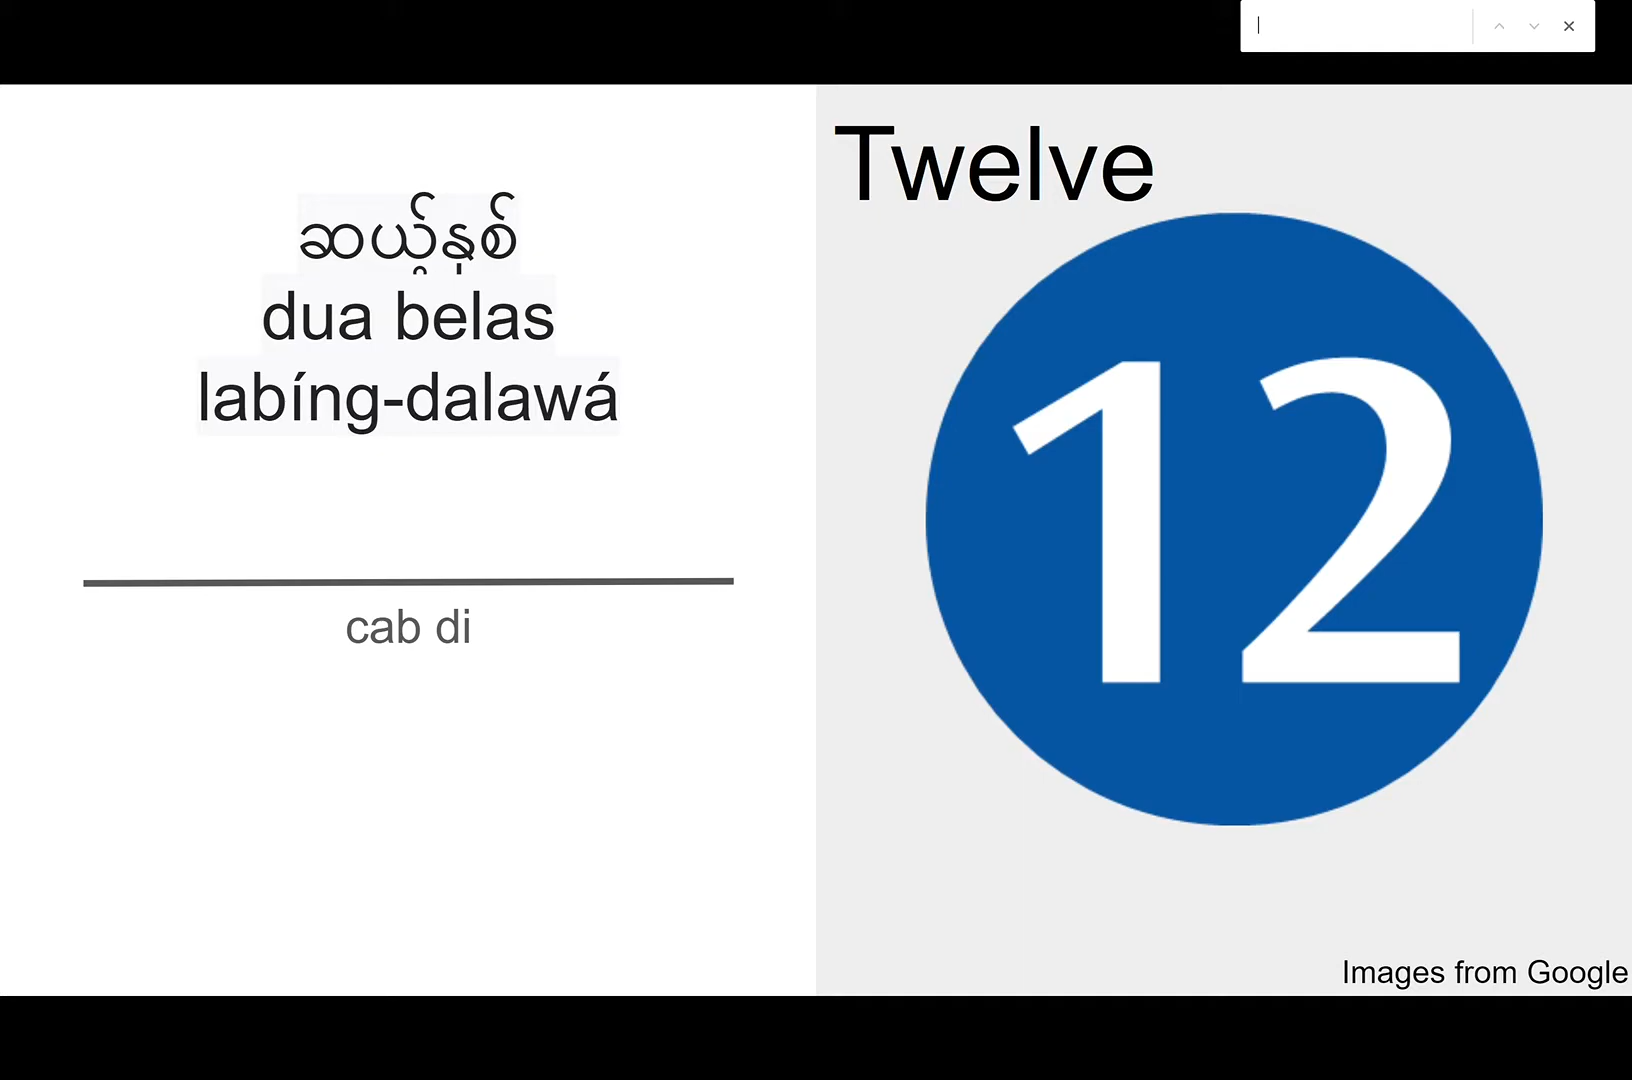 ဆယ့်နှစ်
dua belas
labíng-dalawá
cab di
Twelve
12
Images from Google